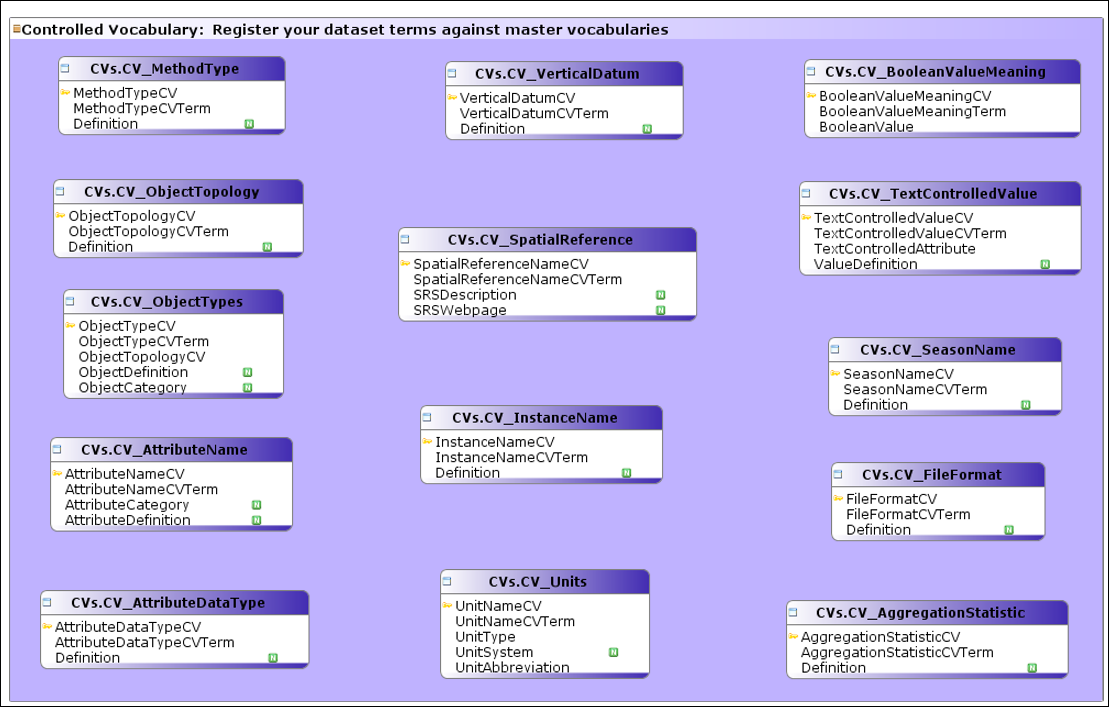 Controlled Vocabulary: Register your dataset terms against master vocabularies
CVs.CV_MethodType
MethodTypeCV
MethodTypeCVTerm
Definition N
CVs.CV_ObjectTopology
ObjectTopologyCV
ObjectTopologyCVTerm
Definition N
CVs.CV_ObjectTypes
ObjectTypeCV
ObjectTypeCVTerm
ObjectTopologyCV
ObjectDefinition N
ObjectCategory N
CVs.CV_AttributeName
AttributeNameCV
AttributeNameCVTerm
AttributeCategory N
AttributeDefinition N
CVs.CV_AttributeDataType
AttributeDataTypeCV
AttributeDataTypeCVTerm
Definition N
CVs.CV_VerticalDatum
VerticalDatumCV
VerticalDatumCVTerm
Definition N
CVs.CV_SpatialReference
SpatialReferenceNameCV
SpatialReferenceNameCVTerm
SRSDescription N
SRSWebpage N
CVs.CV_InstanceName
InstanceNameCV
InstanceNameCVTerm
Definition N
CVs.CV_Units
UnitNameCV
UnitNameCVTerm
UnitType
UnitSystem N
UnitAbbreviation
CVs.CV_BooleanValueMeaning
BooleanValueMeaningCV
BooleanValueMeaningTerm
BooleanValue
CVs.CV_TextControlledValue
TextControlledValueCV
TextControlledValueCVTerm
TextControlledAttribute
ValueDefinition N
CVs.CV_SeasonName
SeasonNameCV
SeasonNameCVTerm
Definition N
CVs.CV_FileFormat
FileFormatCV
FileFormatCVTerm
Definition N
CVs.CV_AggregationStatistic
AggregationStatisticCV
AggregationStatisticCVTerm
Definition N